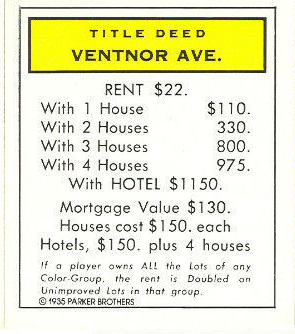 TITLE DEED
VENTNOR AVE.
RENT $22.
With 1 House $110.
With 2 Houses 330.
With 3 Houses 800.
With 4 Houses 975.
With HOTEL $1150.
Mortgage Value $130.
Houses cost $150. each
Hotels, $150. plus 4 houses
If a player owns ALL the Lots of any
Color-Group, the rent is Doubled on
Unimproved Lots in that group.
© 1935 PARKER BROTHERS